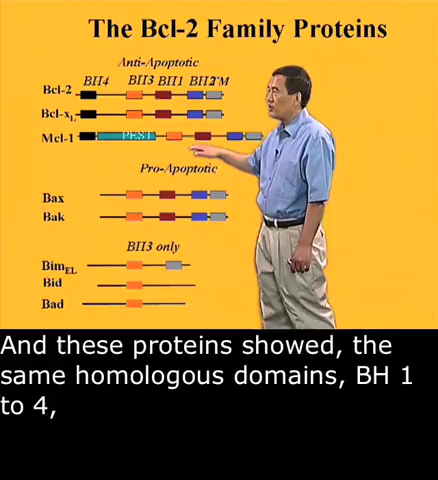 The Bcl-2 Family Proteins
Anti-Apoptotic
BH4 BH3 BH1 BH2 TM
Bcl-2
Bcl-xL
Mcl-1 PEST
Pro-Apoptotic
Bax
Bak
BH3 only
BimEL
Bid
Bad
And these proteins showed, the
same homologous domains, BH 1
to 4,